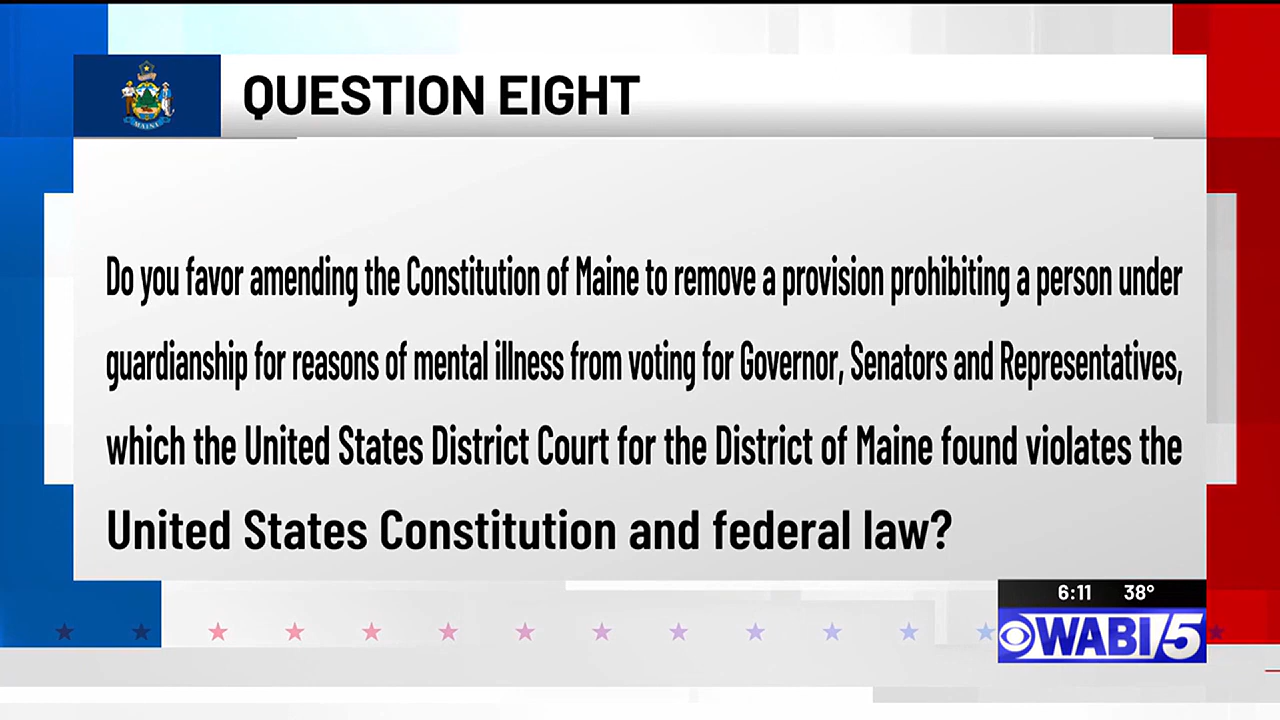 QUESTION EIGHT
Do you favor amending the Constitution of Maine to remove a provision prohibiting a person under
guardianship for reasons of mental illness from voting for Governor, Senators and Representatives,
which the United States District Court for the District of Maine found violates the
United States Constitution and federal law?
6:11 38°
WABI 5
MAINE